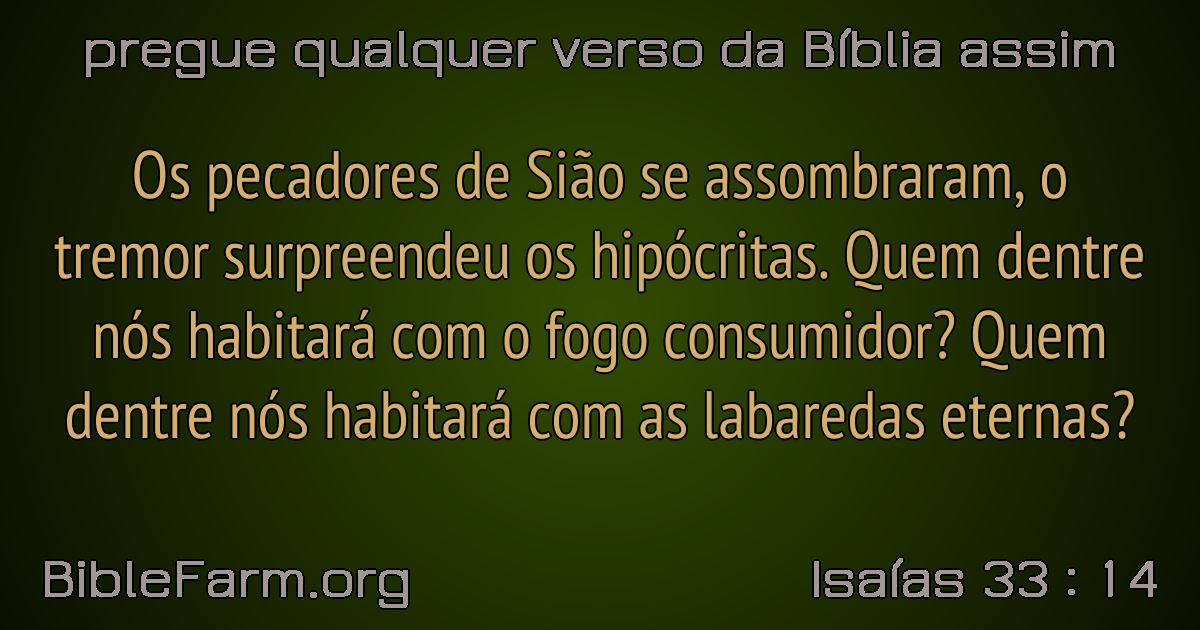 pregue qualquer verso da Bíblia assim
Os pecadores de Sião se assombraram, o
tremor surpreendeu os hipócritas. Quem dentre
nós habitará com o fogo consumidor? Quem
dentre nós habitará com as labaredas eternas?
BibleFarm.org
Isaías 33 : 14